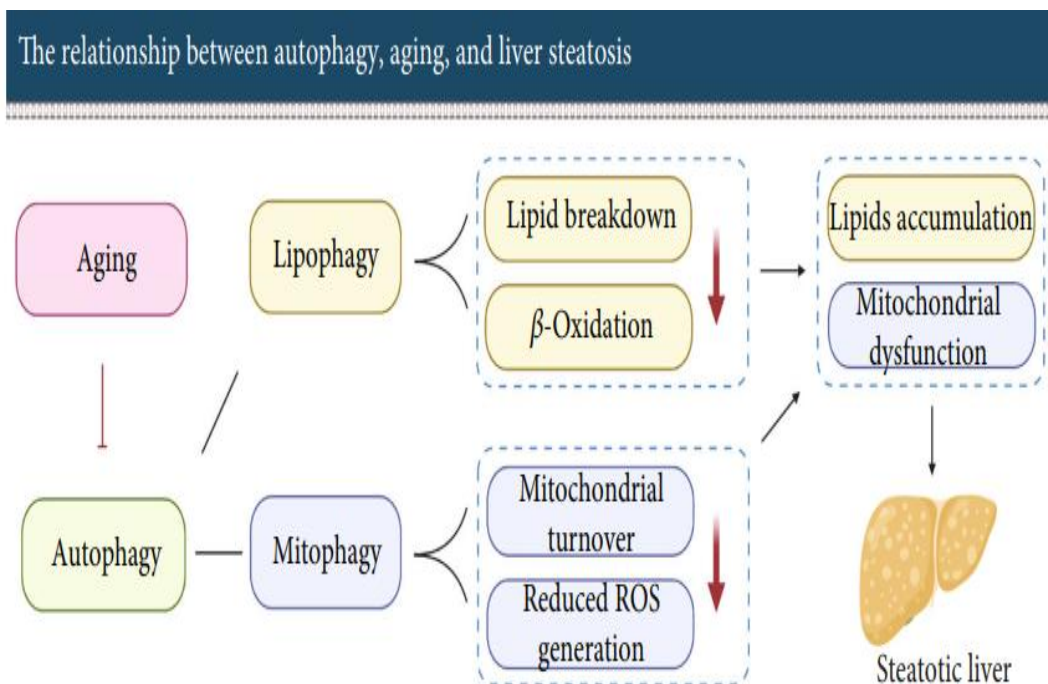 The relationship between autophagy, aging, and liver steatosis
Aging
Lipophagy
Lipid breakdown
β-Oxidation
Lipids accumulation
Mitochondrial
dysfunction
Autophagy
Mitophagy
Mitochondrial
turnover
Reduced ROS
generation
Steatotic liver